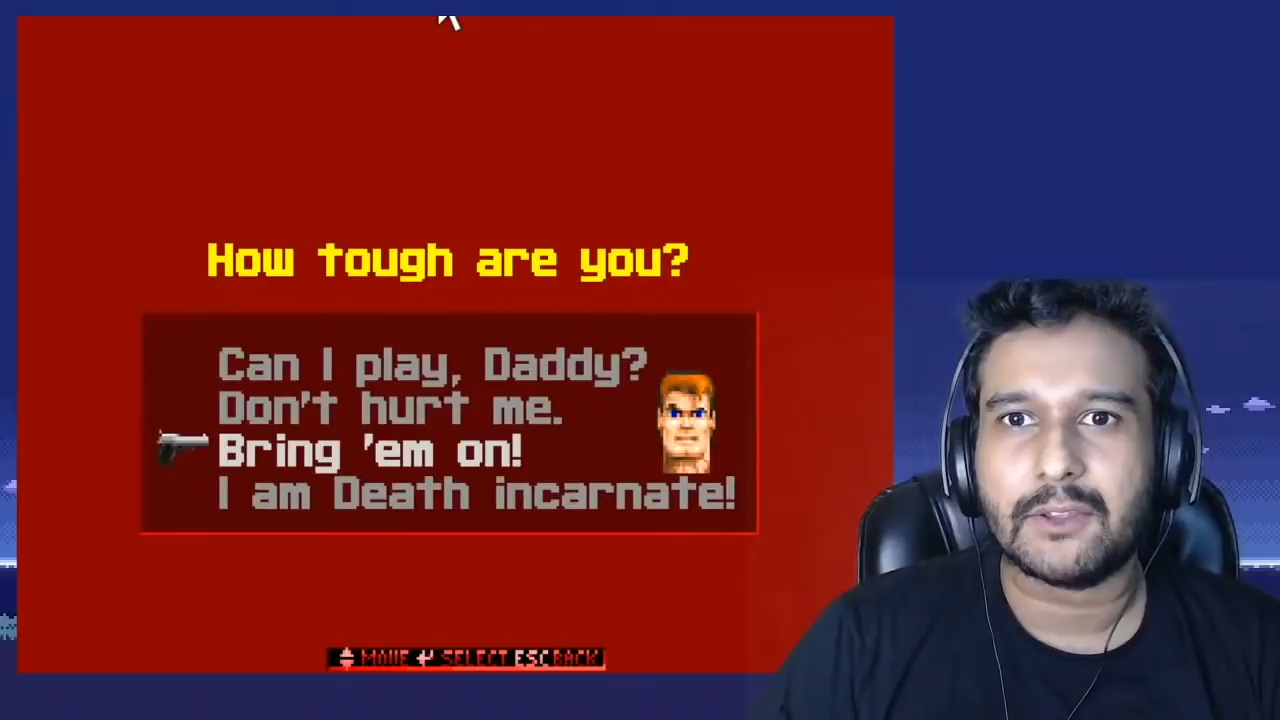 How tough are you?
Can I play, Daddy?
Don't hurt me.
Bring 'em on!
I am Death incarnate!
MOVE SELECT ESC BACK